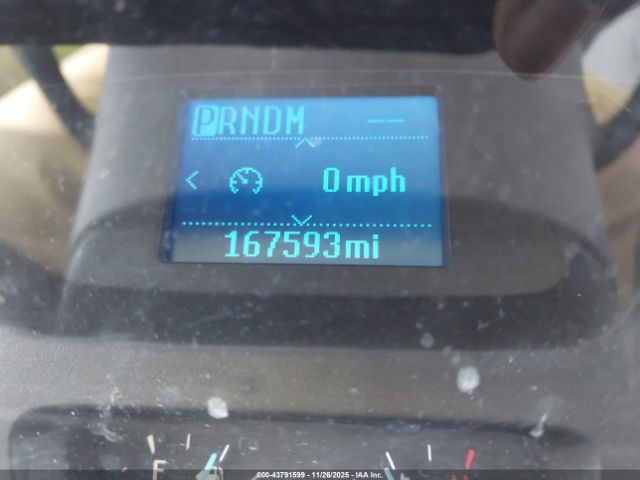 PRNDM --
< 0 mph
167593mi
F
000-43791599 - 11/26/2025 - IAA Inc.